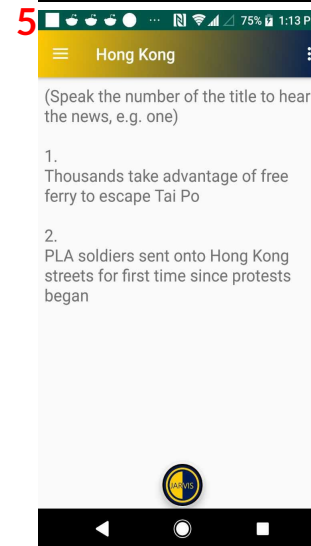 5
75% 1:13 P
Hong Kong
(Speak the number of the title to hear
the news, e.g. one)
1.
Thousands take advantage of free
ferry to escape Tai Po
2.
PLA soldiers sent onto Hong Kong
streets for first time since protests
began
JARVIS